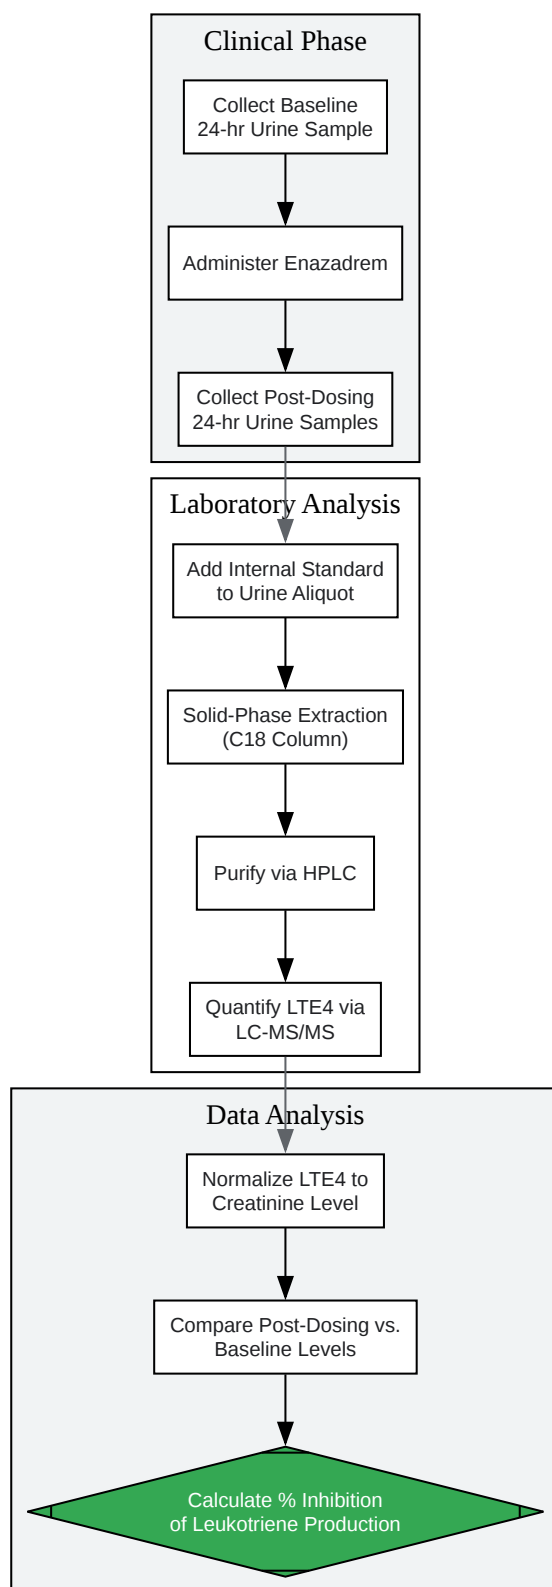 Clinical Phase
Collect Baseline
24-hr Urine Sample
Administer Enazadrem
Collect Post-Dosing
24-hr Urine Samples
Laboratory Analysis
Add Internal Standard
to Urine Aliquot
Solid-Phase Extraction
(C18 Column)
Purify via HPLC
Quantify LTE4 via
LC-MS/MS
Data Analysis
Normalize LTE4 to
Creatinine Level
Compare Post-Dosing vs.
Baseline Levels
Calculate % Inhibition
of Leukotriene Production